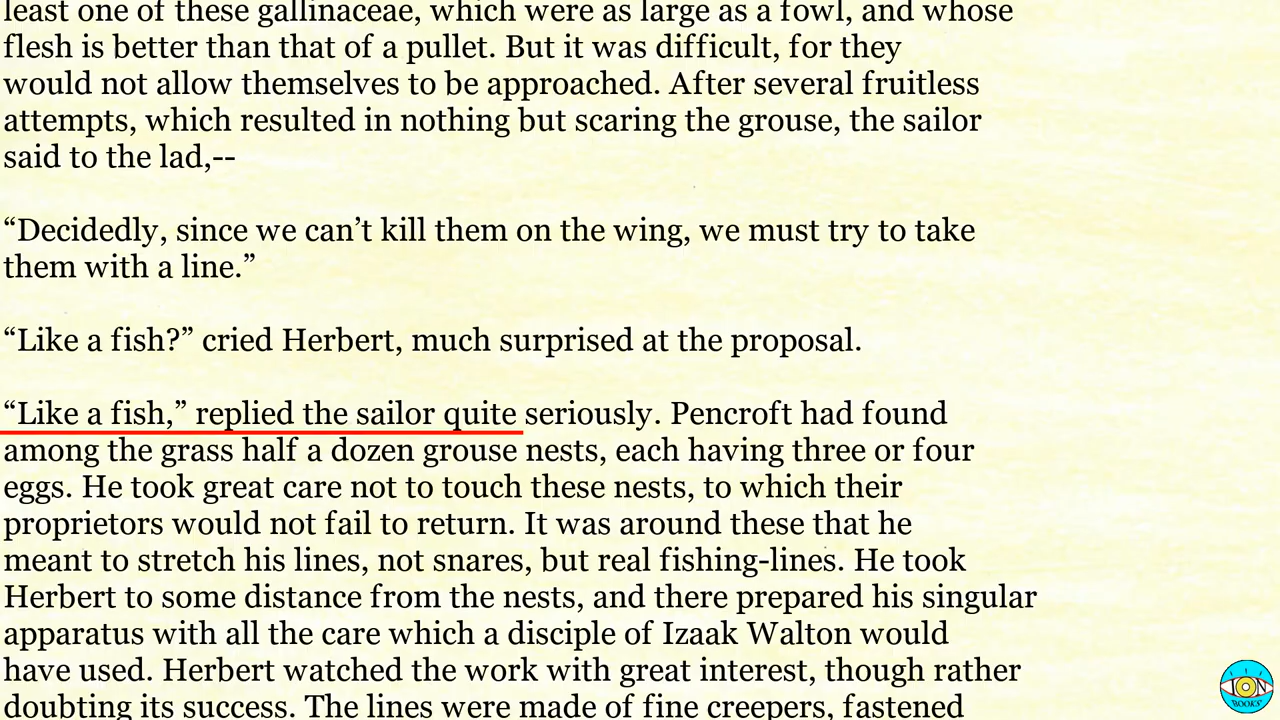 least one of these gallinaceae, which were as large as a fowl, and whose
flesh is better than that of a pullet. But it was difficult, for they
would not allow themselves to be approached. After several fruitless
attempts, which resulted in nothing but scaring the grouse, the sailor
said to the lad,--
“Decidedly, since we can’t kill them on the wing, we must try to take
them with a line.”
“Like a fish?” cried Herbert, much surprised at the proposal.
“Like a fish,” replied the sailor quite seriously. Pencroft had found
among the grass half a dozen grouse nests, each having three or four
eggs. He took great care not to touch these nests, to which their
proprietors would not fail to return. It was around these that he
meant to stretch his lines, not snares, but real fishing-lines. He took
Herbert to some distance from the nests, and there prepared his singular
apparatus with all the care which a disciple of Izaak Walton would
have used. Herbert watched the work with great interest, though rather
doubting its success. The lines were made of fine creepers, fastened
ION
BOOKS